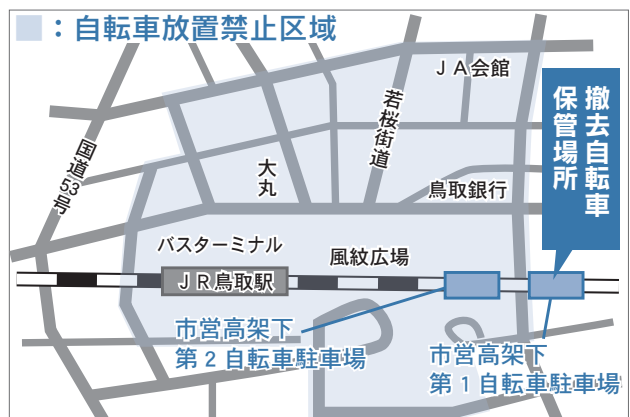 ：自転車放置禁止区域
ＪＡ会館
若桜街道
国道53号
大丸
鳥取銀行
撤去自転車
保管場所
バスターミナル
風紋広場
ＪＲ鳥取駅
市営高架下
第２自転車駐車場
市営高架下
第１自転車駐車場